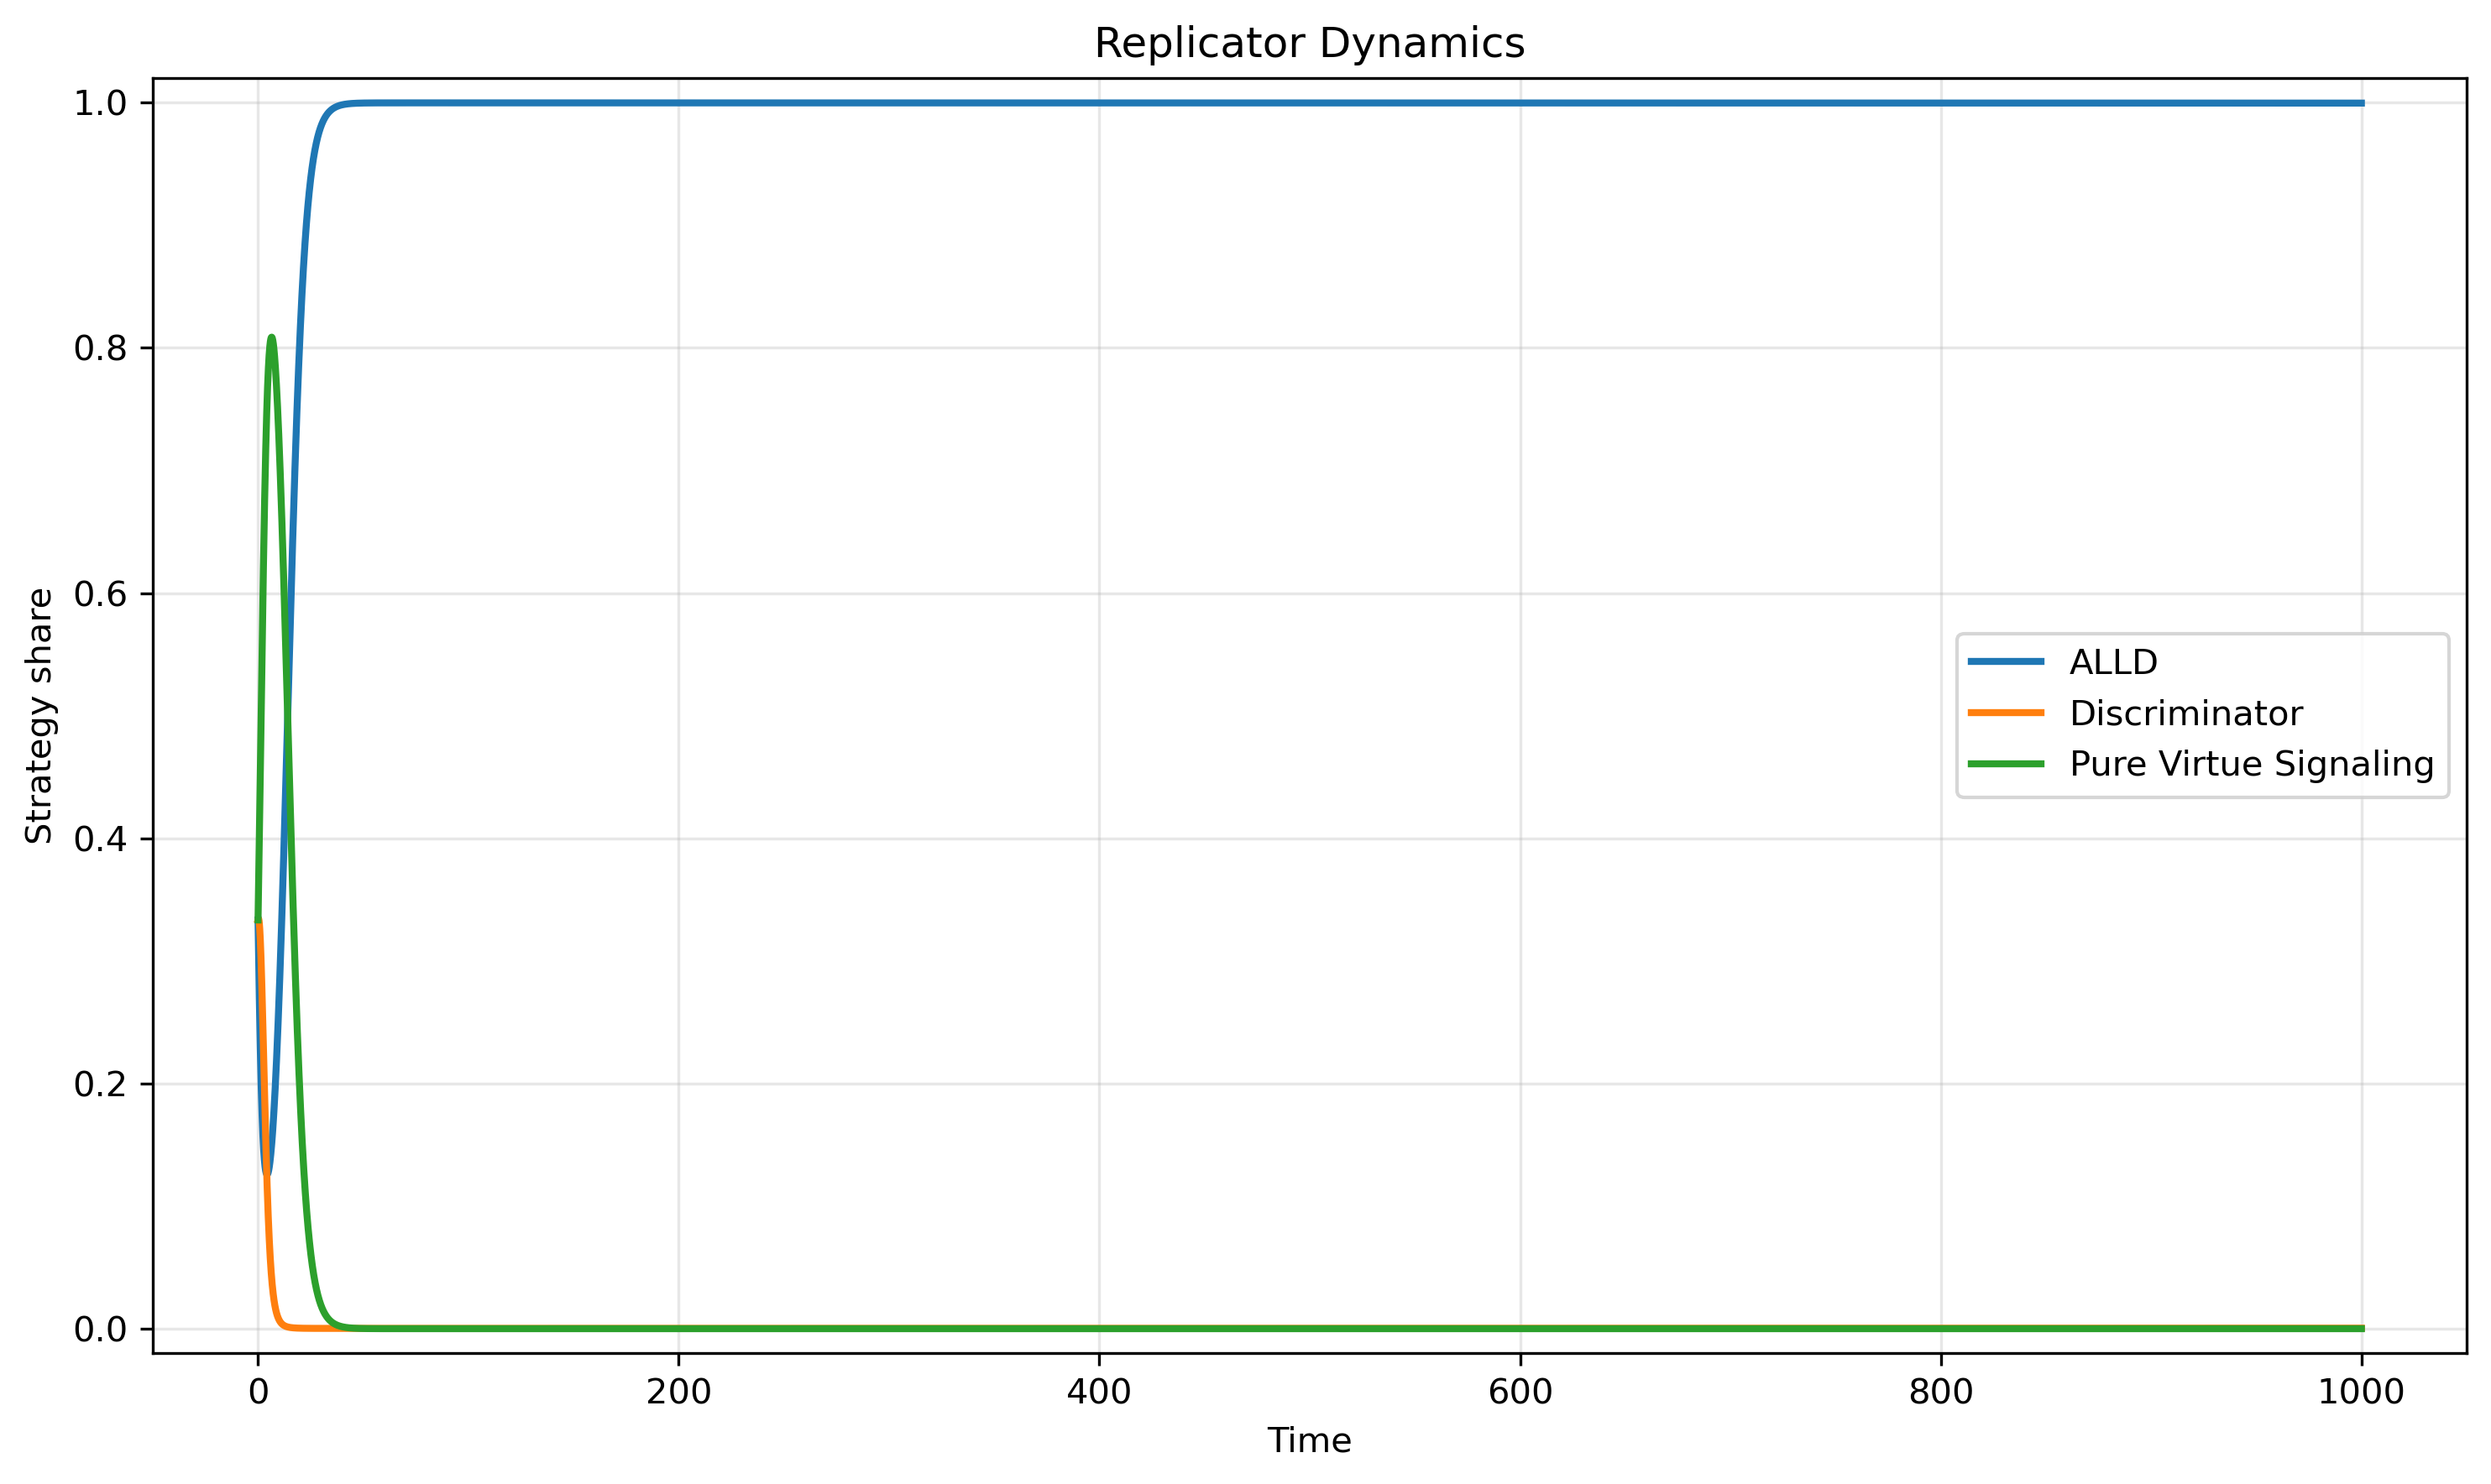 Replicator Dynamics
Strategy share
1.0
0.8
0.6
0.4
0.2
0.0
ALLD
Discriminator
Pure Virtue Signaling
0 200 400 600 800 1000
Time